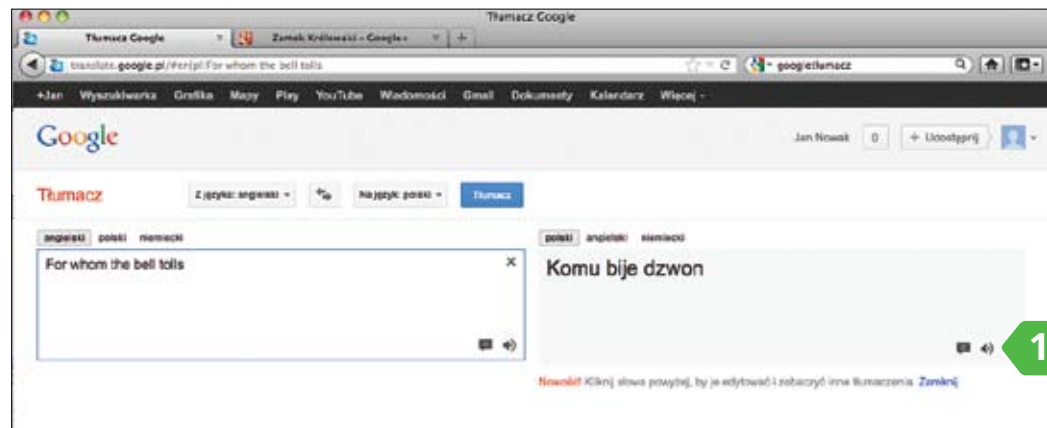 Tłumacz Google
Tłumacz Google Zamek Królewski – Google+
translate.google.pl/#en|pl|For whom the bell tolls googletłumacz
+Jan Wyszukiwarka Grafika Mapy Play YouTube Wiadomości Gmail Dokumenty Kalendarz Więcej
Google Jan Nowak 0 + Udostępnij
Tłumacz Z języka: angielski Na język: polski Tłumacz
angielski polski niemiecki polski angielski niemiecki
For whom the bell tolls × Komu bije dzwon
1
Nowość! Kliknij słowa powyżej, by je edytować i zobaczyć inne tłumaczenia. Zamknij